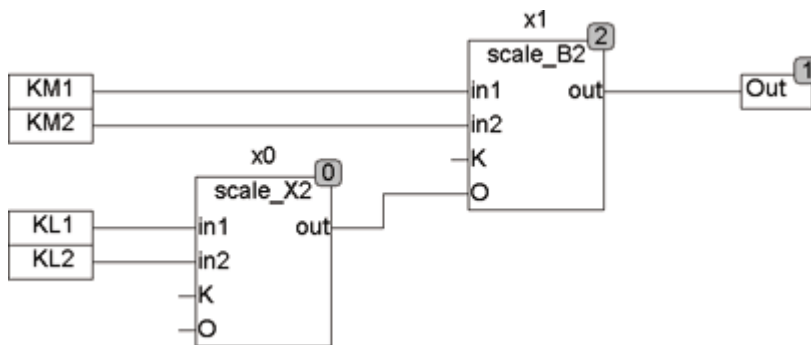 x1
2
scale_B2
1
KM1
in1
out
Out
KM2
in2
x0
K
0
scale_X2
O
KL1
in1
out
KL2
in2
K
O